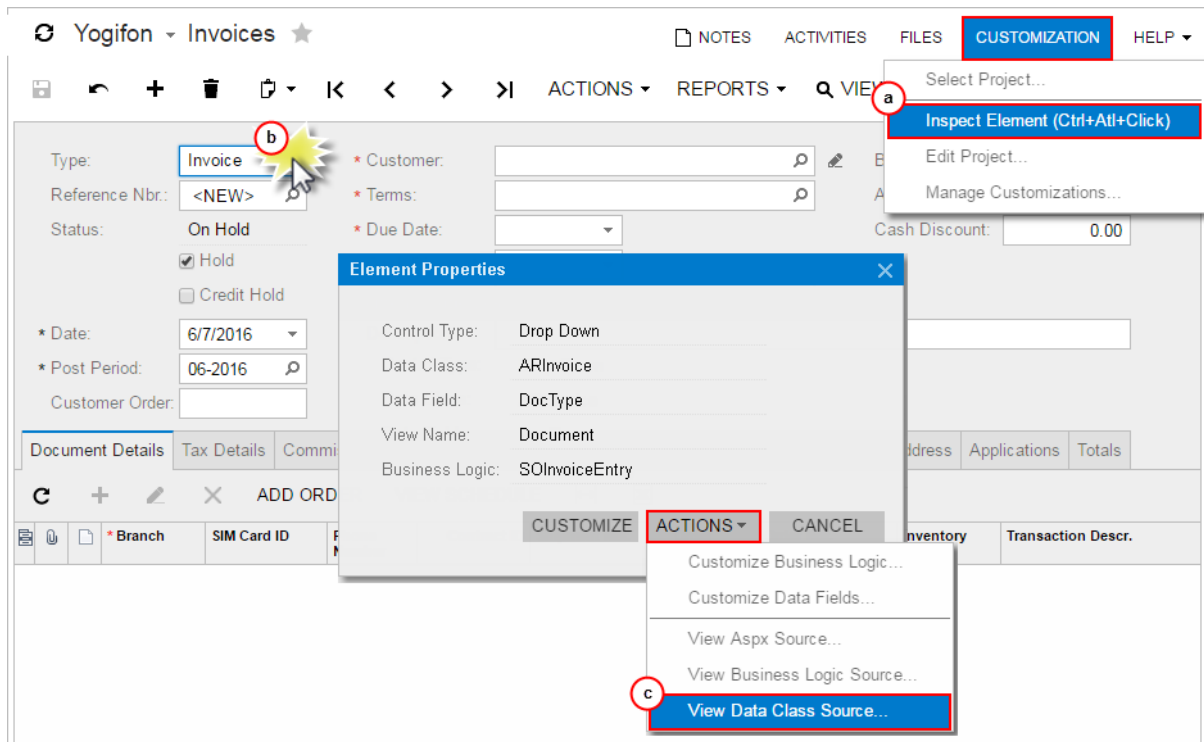 Yogifon Invoices
NOTES ACTIVITIES FILES CUSTOMIZATION HELP
Select Project...
ACTIONS REPORTS
a
Inspect Element (Ctrl+Atl+Click)
Edit Project...
Manage Customizations...
b
Type: Invoice * Customer:
Reference Nbr.: <NEW> * Terms:
Status: On Hold * Due Date: Cash Discount: 0.00
Hold
Credit Hold
* Date: 6/7/2016
* Post Period: 06-2016
Customer Order:
Element Properties
Control Type: Drop Down
Data Class: ARInvoice
Data Field: DocType
View Name: Document
Business Logic: SOInvoiceEntry
CUSTOMIZE ACTIONS CANCEL
Customize Business Logic...
Customize Data Fields...
View Aspx Source...
View Business Logic Source...
c
View Data Class Source...
Document Details Tax Details Applications Totals
ADD
* Branch SIM Card ID Transaction Descr.